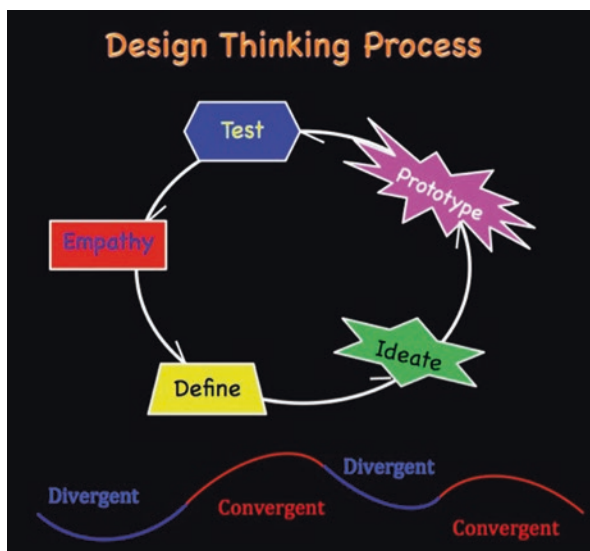 Design Thinking Process
Test
Prototype
Empathy
Ideate
Define
Divergent
Convergent
Divergent
Convergent